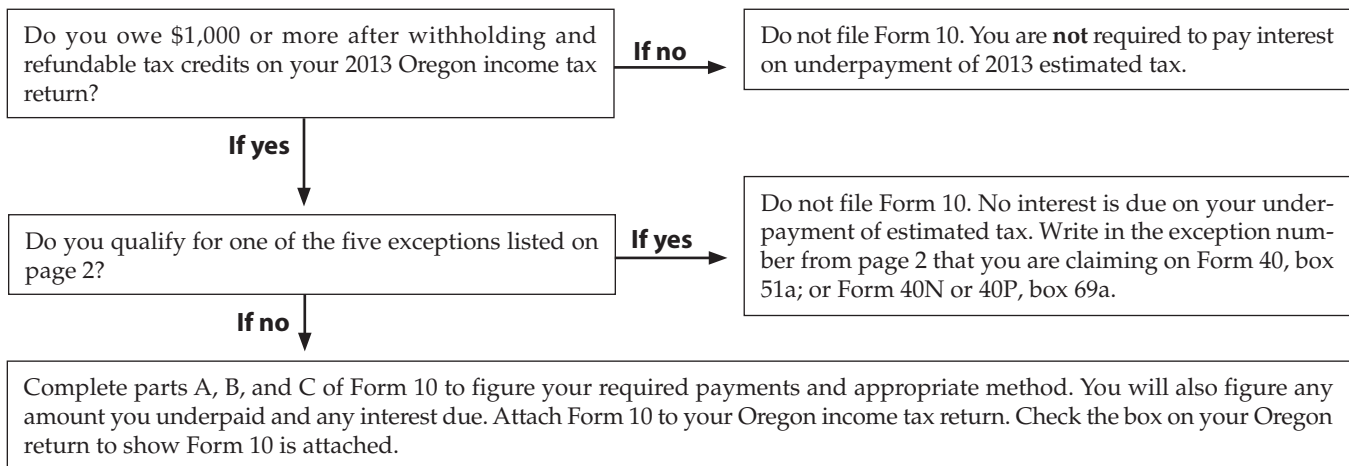 Do you owe $1,000 or more after withholding and
refundable tax credits on your 2013 Oregon income tax
return?
If no
Do not file Form 10. You are not required to pay interest
on underpayment of 2013 estimated tax.
If yes
Do you qualify for one of the five exceptions listed on
page 2?
If yes
Do not file Form 10. No interest is due on your under-
payment of estimated tax. Write in the exception num-
ber from page 2 that you are claiming on Form 40, box
51a; or Form 40N or 40P, box 69a.
If no
Complete parts A, B, and C of Form 10 to figure your required payments and appropriate method. You will also figure any
amount you underpaid and any interest due. Attach Form 10 to your Oregon income tax return. Check the box on your Oregon
return to show Form 10 is attached.